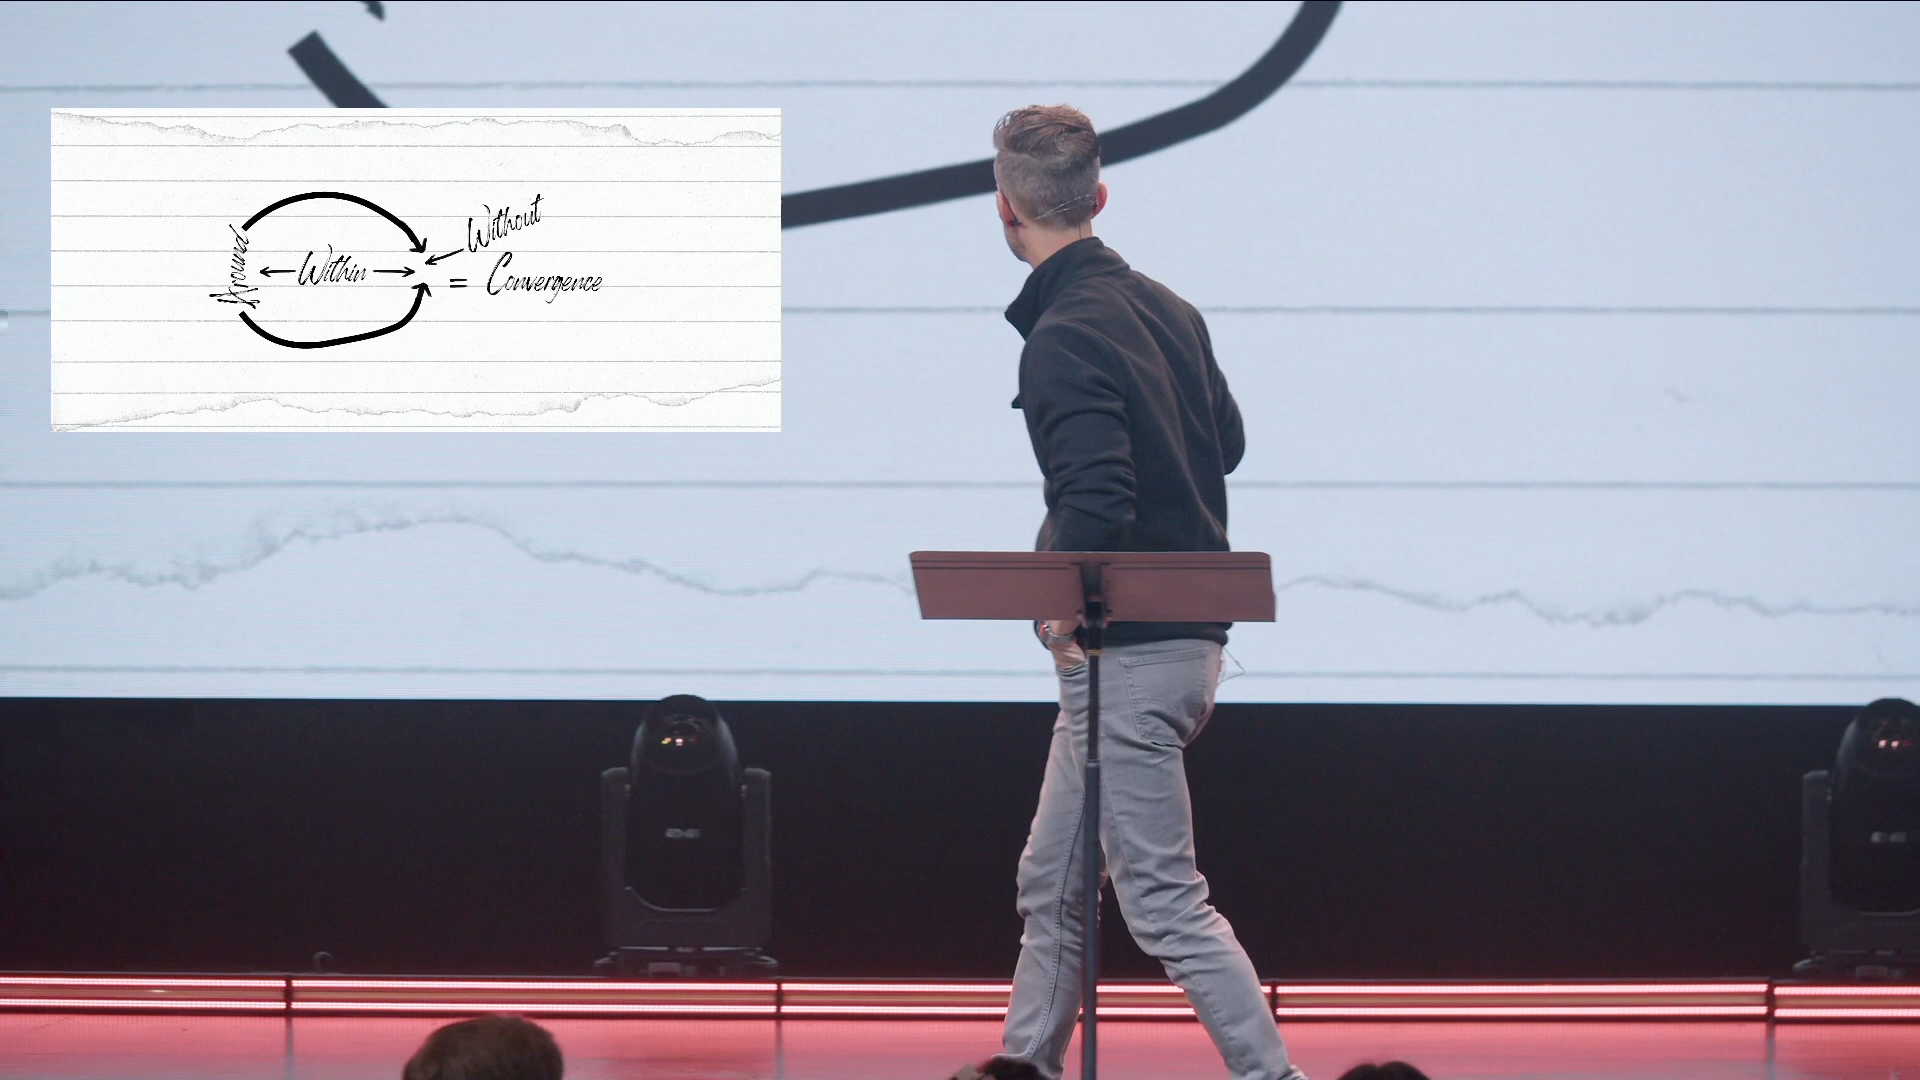 Without
Around
Within
= Convergence